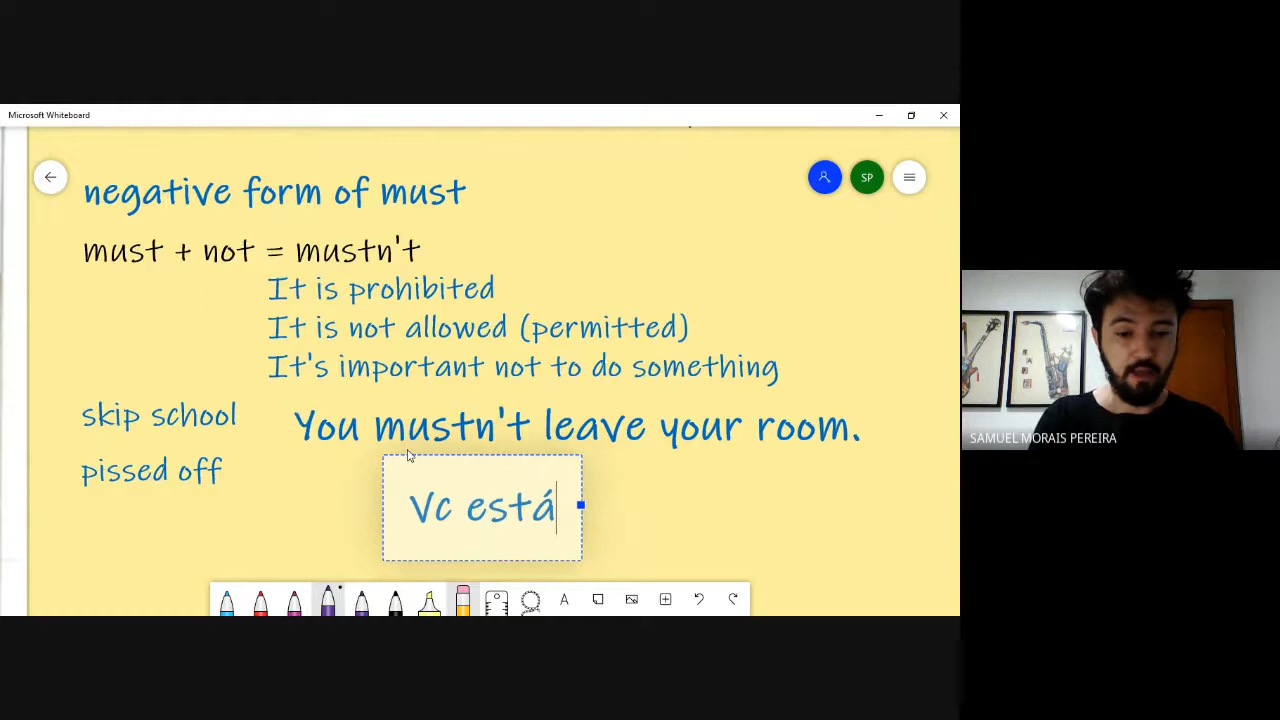 Microsoft Whiteboard
negative form of must
SP
must + not = mustn't
It is prohibited
It is not allowed (permitted)
It's important not to do something
skip school
You mustn't leave your room.
pissed off
Vc está
A
SAMUEL MORAIS PEREIRA